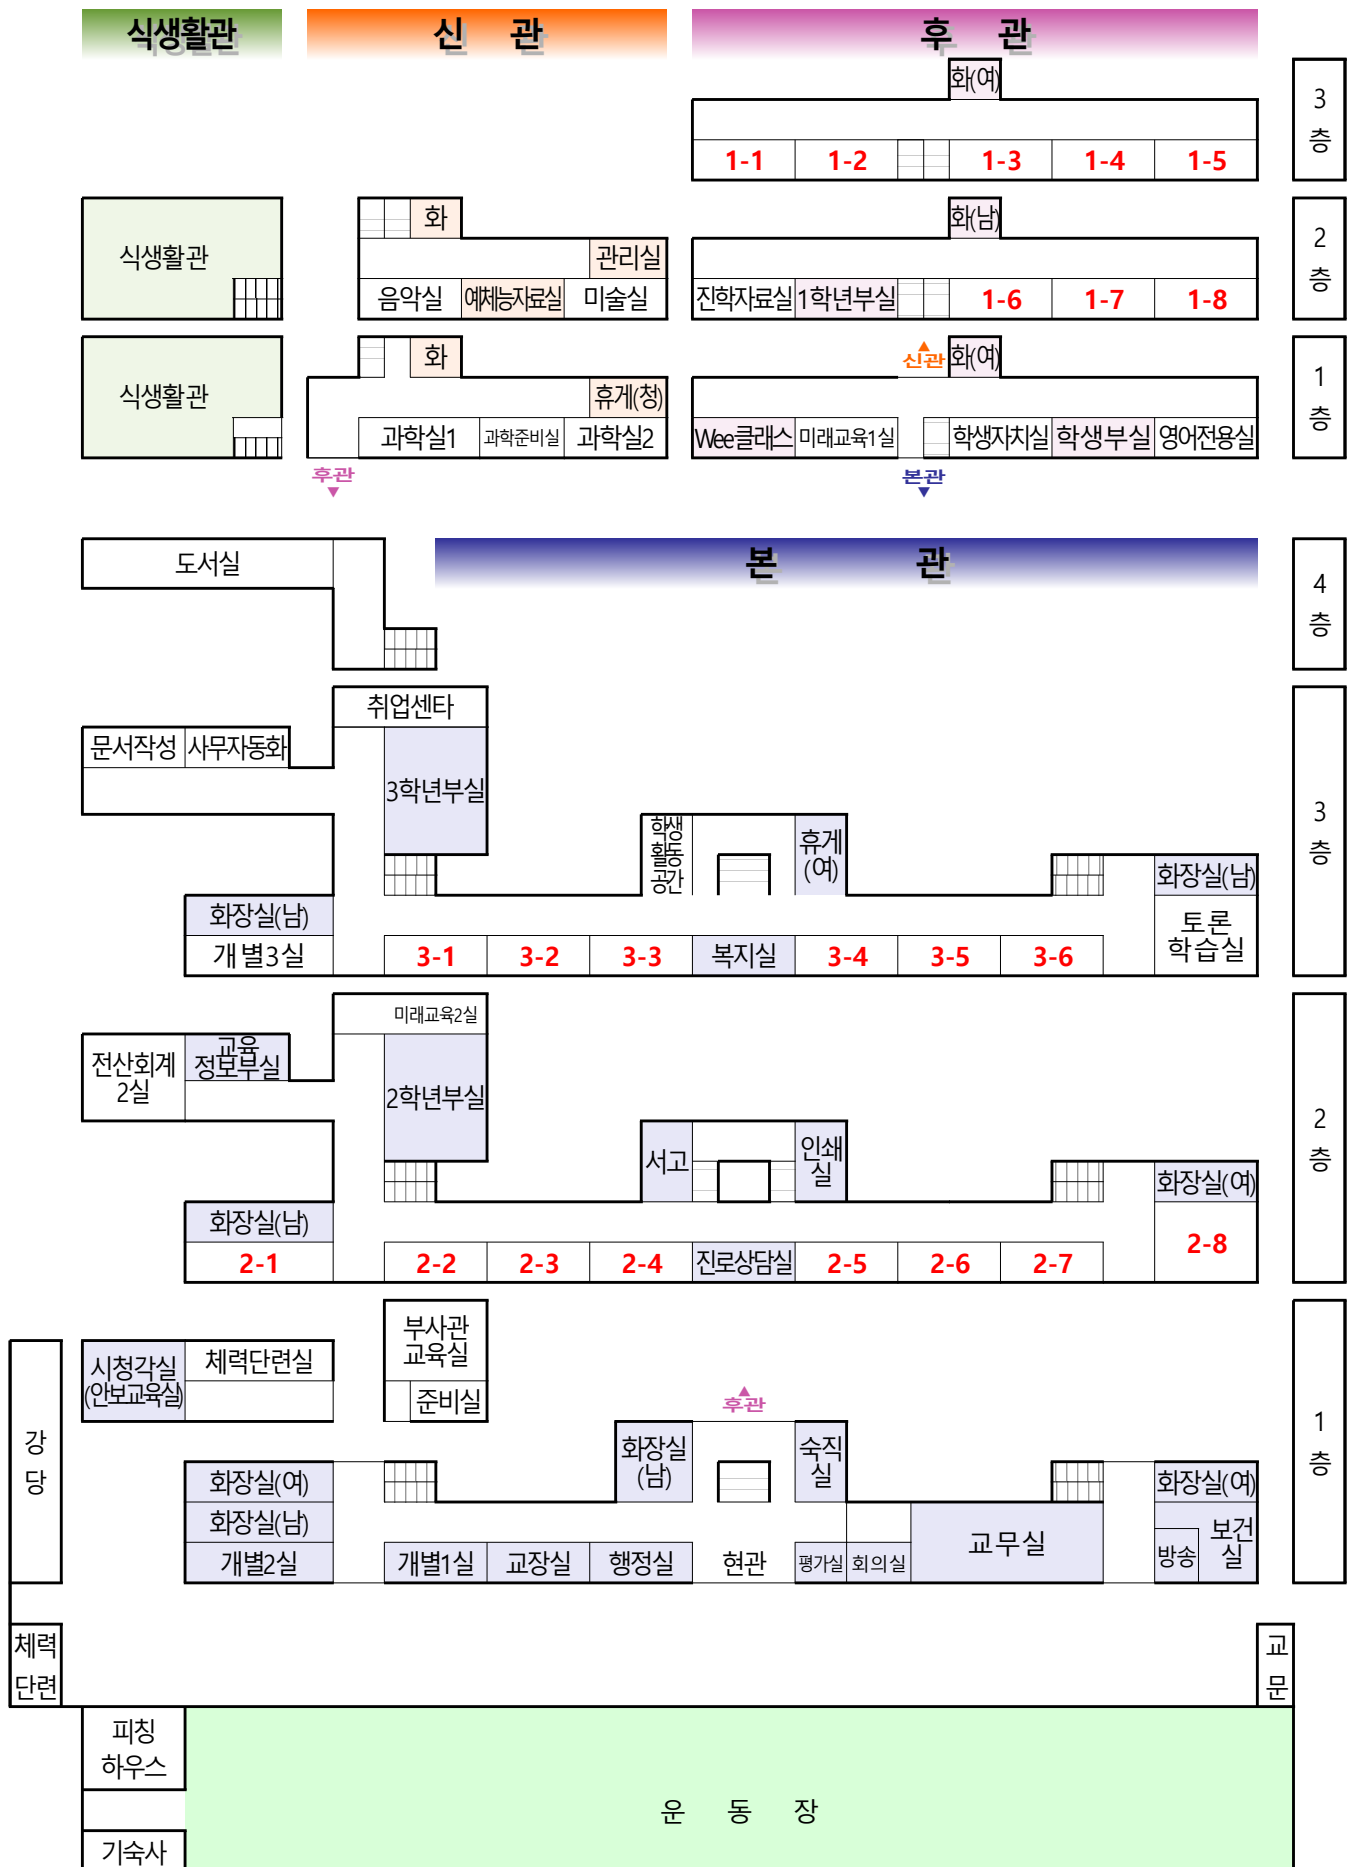 식생활관
신 관
후 관
화(여)
3
층
1-1
1-2
1-3
1-4
1-5
식생활관
화
관리실
음악실
예체능자료실
미술실
화(남)
진학자료실
1학년부실
1-6
1-7
1-8
2
층
식생활관
화
휴게(청)
과학실1
과학준비실
과학실2
후관
신관
화(여)
Wee클래스
미래교육1실
학생자치실
학생부실
영어전용실
본관
1
층
도서실
본 관
4
층
취업센타
문서작성
사무자동화
3학년부실
학생
활동
공간
휴게
(여)
화장실(남)
화장실(남)
개별3실
3-1
3-2
3-3
복지실
3-4
3-5
3-6
토론
학습실
3
층
미래교육2실
전산회계
2실
교육
정보부실
2학년부실
서고
인쇄
실
화장실(여)
화장실(남)
2-1
2-2
2-3
2-4
진로상담실
2-5
2-6
2-7
2-8
2
층
부사관
교육실
시청각실
(안보교육실)
체력단련실
준비실
후관
강
당
화장실
(남)
숙직
실
화장실(여)
화장실(남)
개별2실
개별1실
교장실
행정실
현관
평가실
회의실
교무실
화장실(여)
방송
보건
실
1
층
체력
단련
교
문
피칭
하우스
운 동 장
기숙사